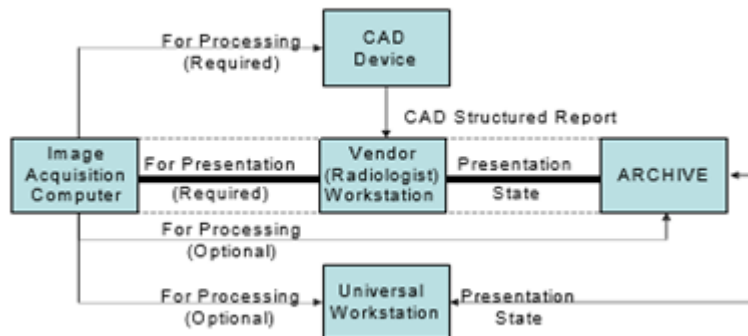 For Processing
(Required)
CAD
Device
CAD Structured Report
Image
Acquisition
Computer
For Presentation
(Required)
Vendor
(Radiologist)
Workstation
Presentation
State
ARCHIVE
For Processing
(Optional)
For Processing
(Optional)
Universal
Workstation
Presentation
State